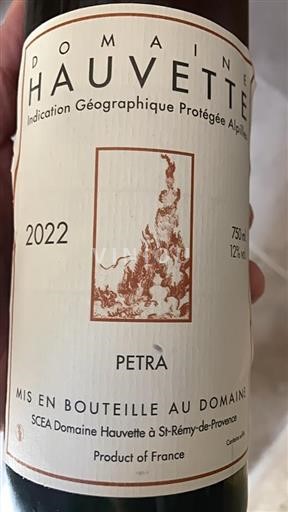 DOMAINE
HAUVETTE
Indication Géographique Protégée Alpilles
2022
750 ml
12% vol.
PETRA
MIS EN BOUTEILLE AU DOMAINE
SCEA Domaine Hauvette à St-Rémy-de-Provence
Product of France